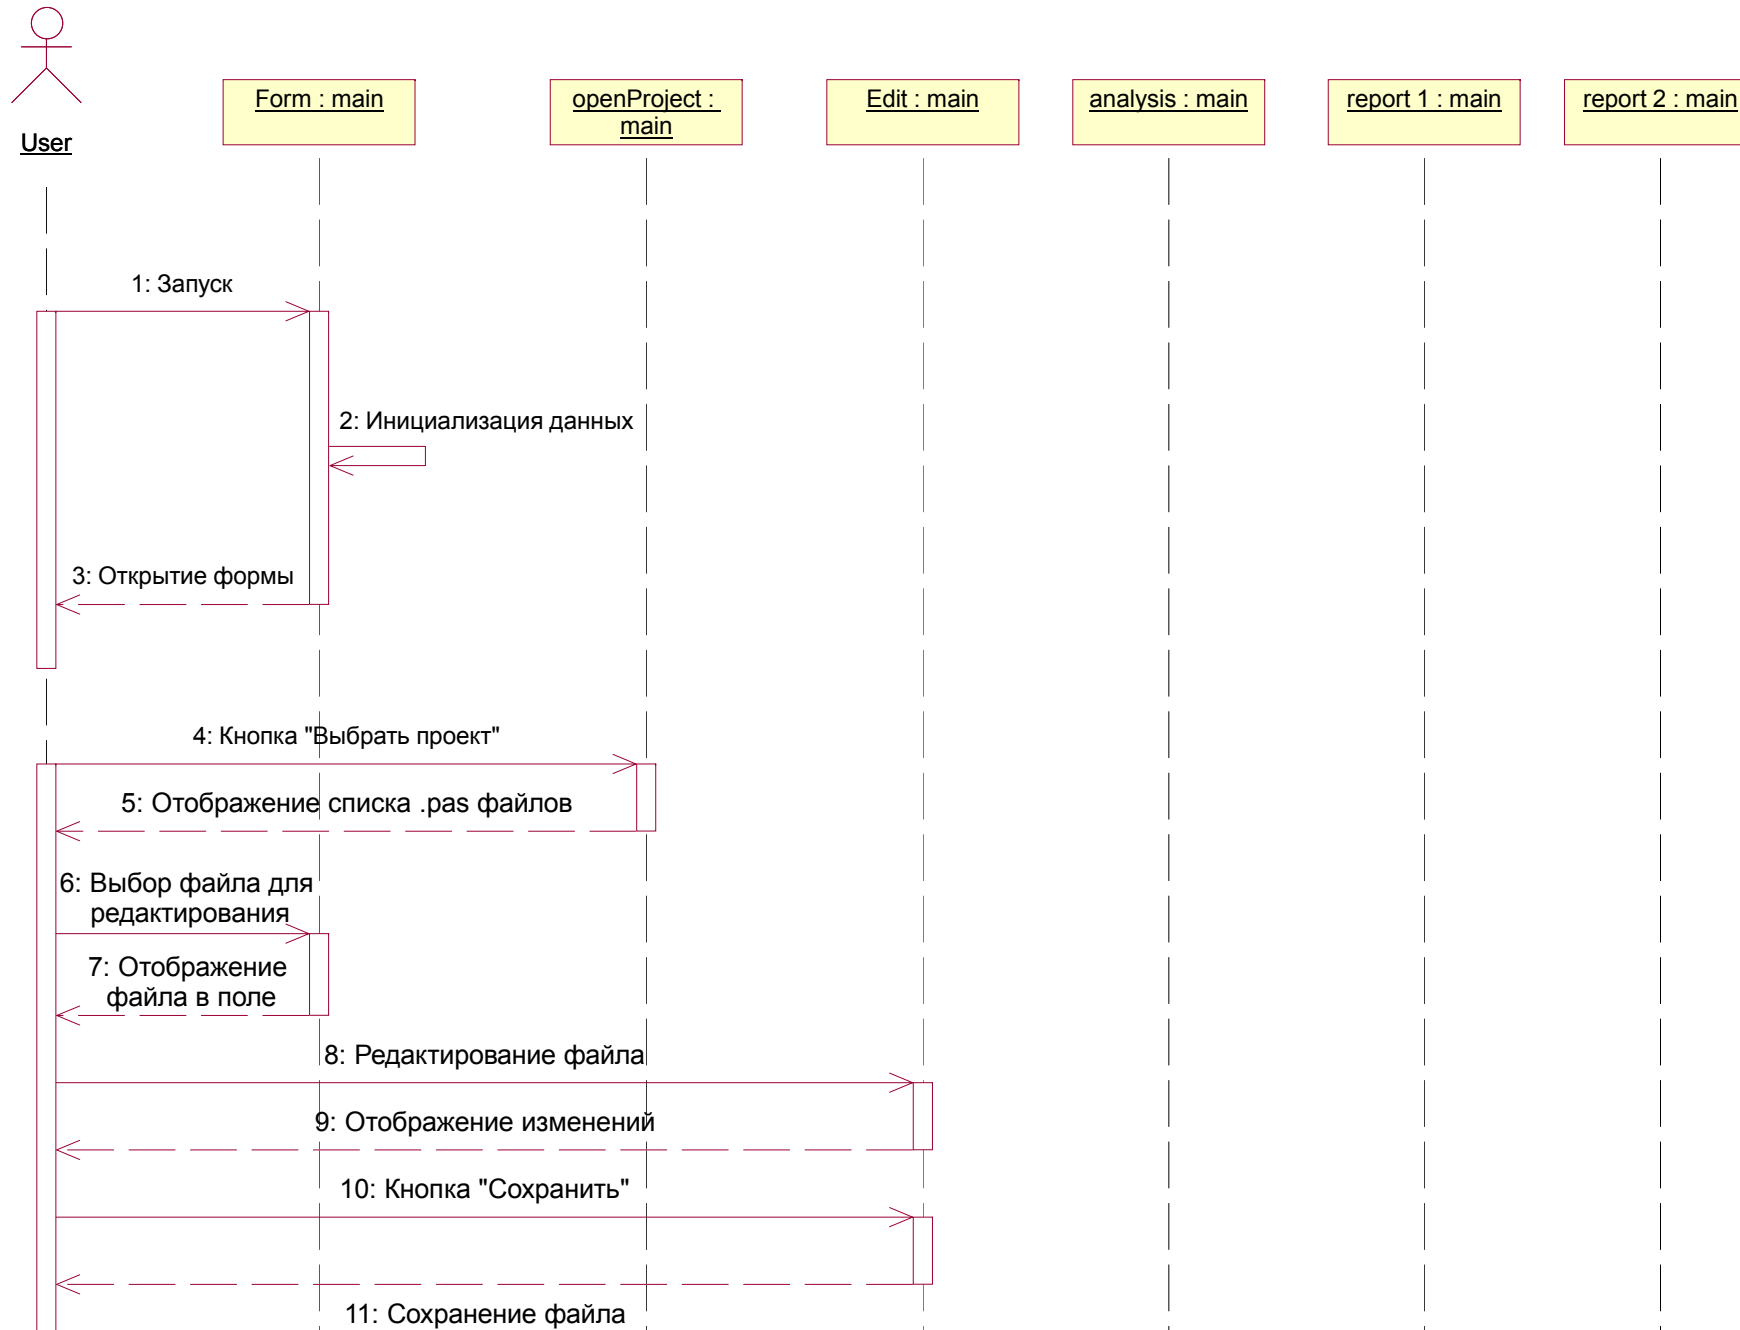 User
Form : main
openProject :
main
Edit : main
analysis : main
report 1 : main
report 2 : main
1: Запуск
2: Инициализация данных
3: Открытие формы
4: Кнопка "Выбрать проект"
5: Отображение списка .pas файлов
6: Выбор файла для
редактирования
7: Отображение
файла в поле
8: Редактирование файла
9: Отображение изменений
10: Кнопка "Сохранить"
11: Сохранение файла